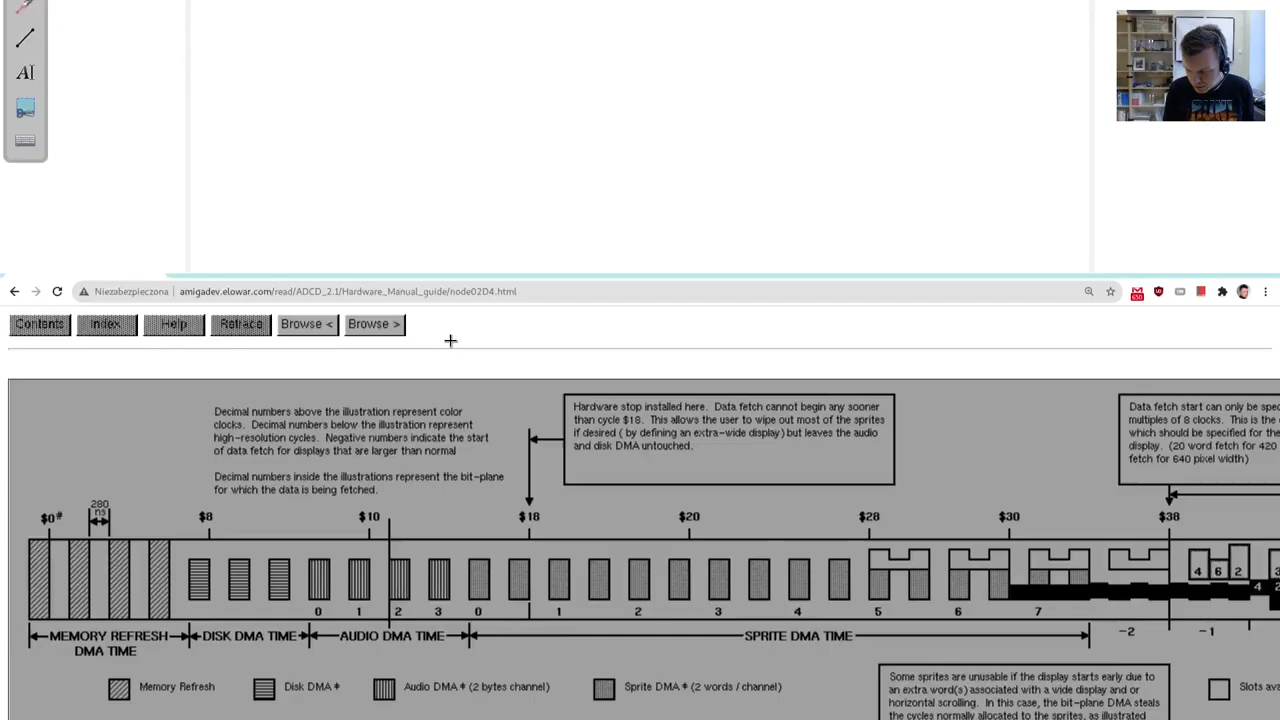 AI
Niezabezpieczona
amigadev.elowar.com/read/ADCD_2.1/Hardware_Manual_guide/node02D4.html
650
Contents Index Help Retrace Browse < Browse >
Decimal numbers above the illustration represent color
clocks. Decimal numbers below the illustration represent
high-resolution cycles. Negative numbers indicate the start
of data fetch for displays that are larger than normal
Decimal numbers inside the illustrations represent the bit-plane
for which the data is being fetched.
Hardware stop installed here. Data fetch cannot begin any sooner
than cycle $18. This allows the user to wipe out most of the sprites
if desired ( by defining an extra-wide display) but leaves the audio
and disk DMA untouched.
Data fetch start can only be spec
multiples of 8 clocks. This is the
which should be specified for the
display. (20 word fetch for 420
fetch for 640 pixel width)
280
ns
$0# $8 $10 $18 $20 $28 $30 $38
4 6 2
4
0 1 2 3 0 1 2 3 4 5 6 7
MEMORY REFRESH
DMA TIME
DISK DMA TIME AUDIO DMA TIME SPRITE DMA TIME -2 -1
Memory Refresh Disk DMA * Audio DMA * (2 bytes channel) Sprite DMA * (2 words / channel)
Some sprites are unusable if the display starts early due to
an extra word(s) associated with a wide display and or
horizontal scrolling. In this case, the bit-plane DMA steals
the cycles normally allocated to the sprites, as illustrated
Slots ava